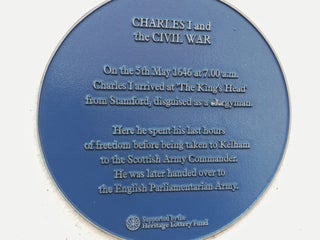 CHARLES I and
the CIVIL WAR
On the 5th May 1646 at 7.00 a.m.
Charles I arrived at 'The King's Head'
from Stamford, disguised as a clergyman.
Here he spent his last hours
of freedom before being taken to Kelham
to the Scottish Army Commander.
He was later handed over to
the English Parliamentarian Army.
Supported by the
Heritage Lottery Fund